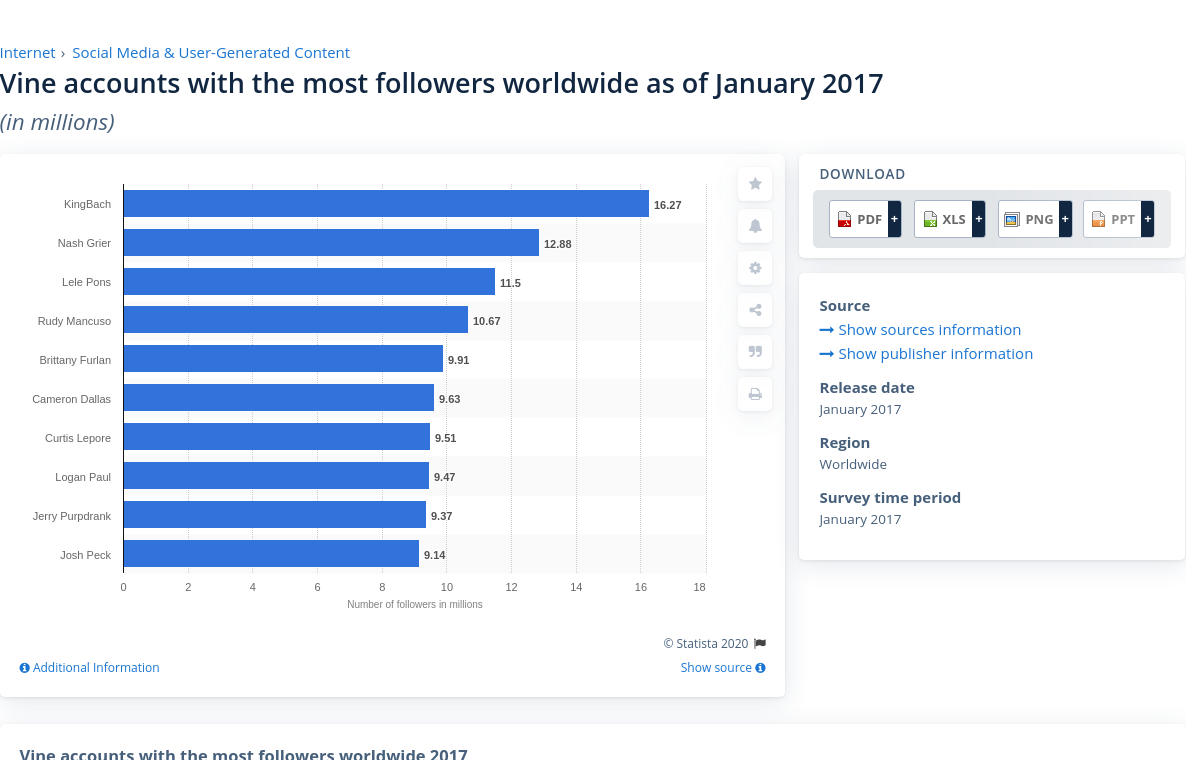 Internet › Social Media & User-Generated Content
Vine accounts with the most followers worldwide as of January 2017
(in millions)
KingBach 16.27
Nash Grier 12.88
Lele Pons 11.5
Rudy Mancuso 10.67
Brittany Furlan 9.91
Cameron Dallas 9.63
Curtis Lepore 9.51
Logan Paul 9.47
Jerry Purpdrank 9.37
Josh Peck 9.14
0 2 4 6 8 10 12 14 16 18
Number of followers in millions
© Statista 2020
Additional Information
Show source
DOWNLOAD
PDF + XLS + PNG + PPT +
Source
Show sources information
Show publisher information
Release date
January 2017
Region
Worldwide
Survey time period
January 2017
Vine accounts with the most followers worldwide 2017